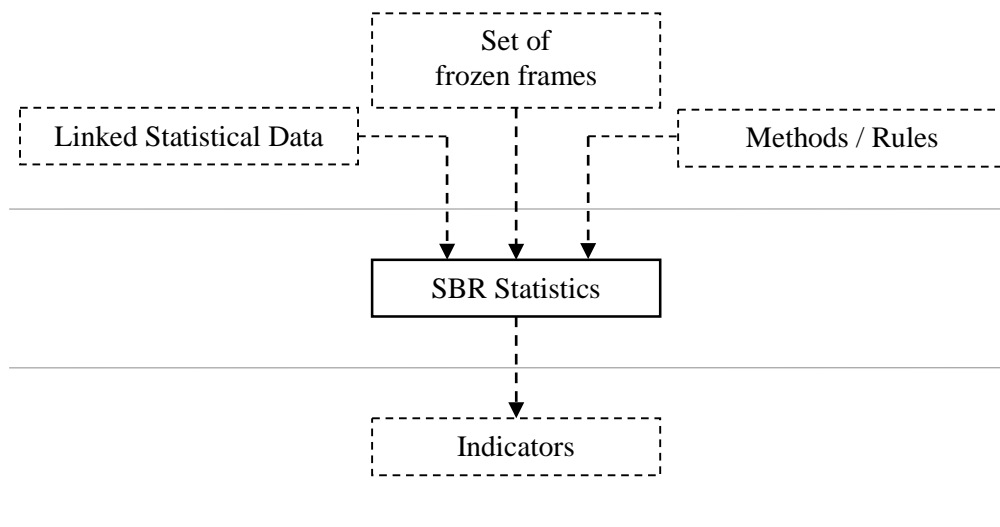 Set of
frozen frames
Linked Statistical Data
Methods / Rules
SBR Statistics
Indicators